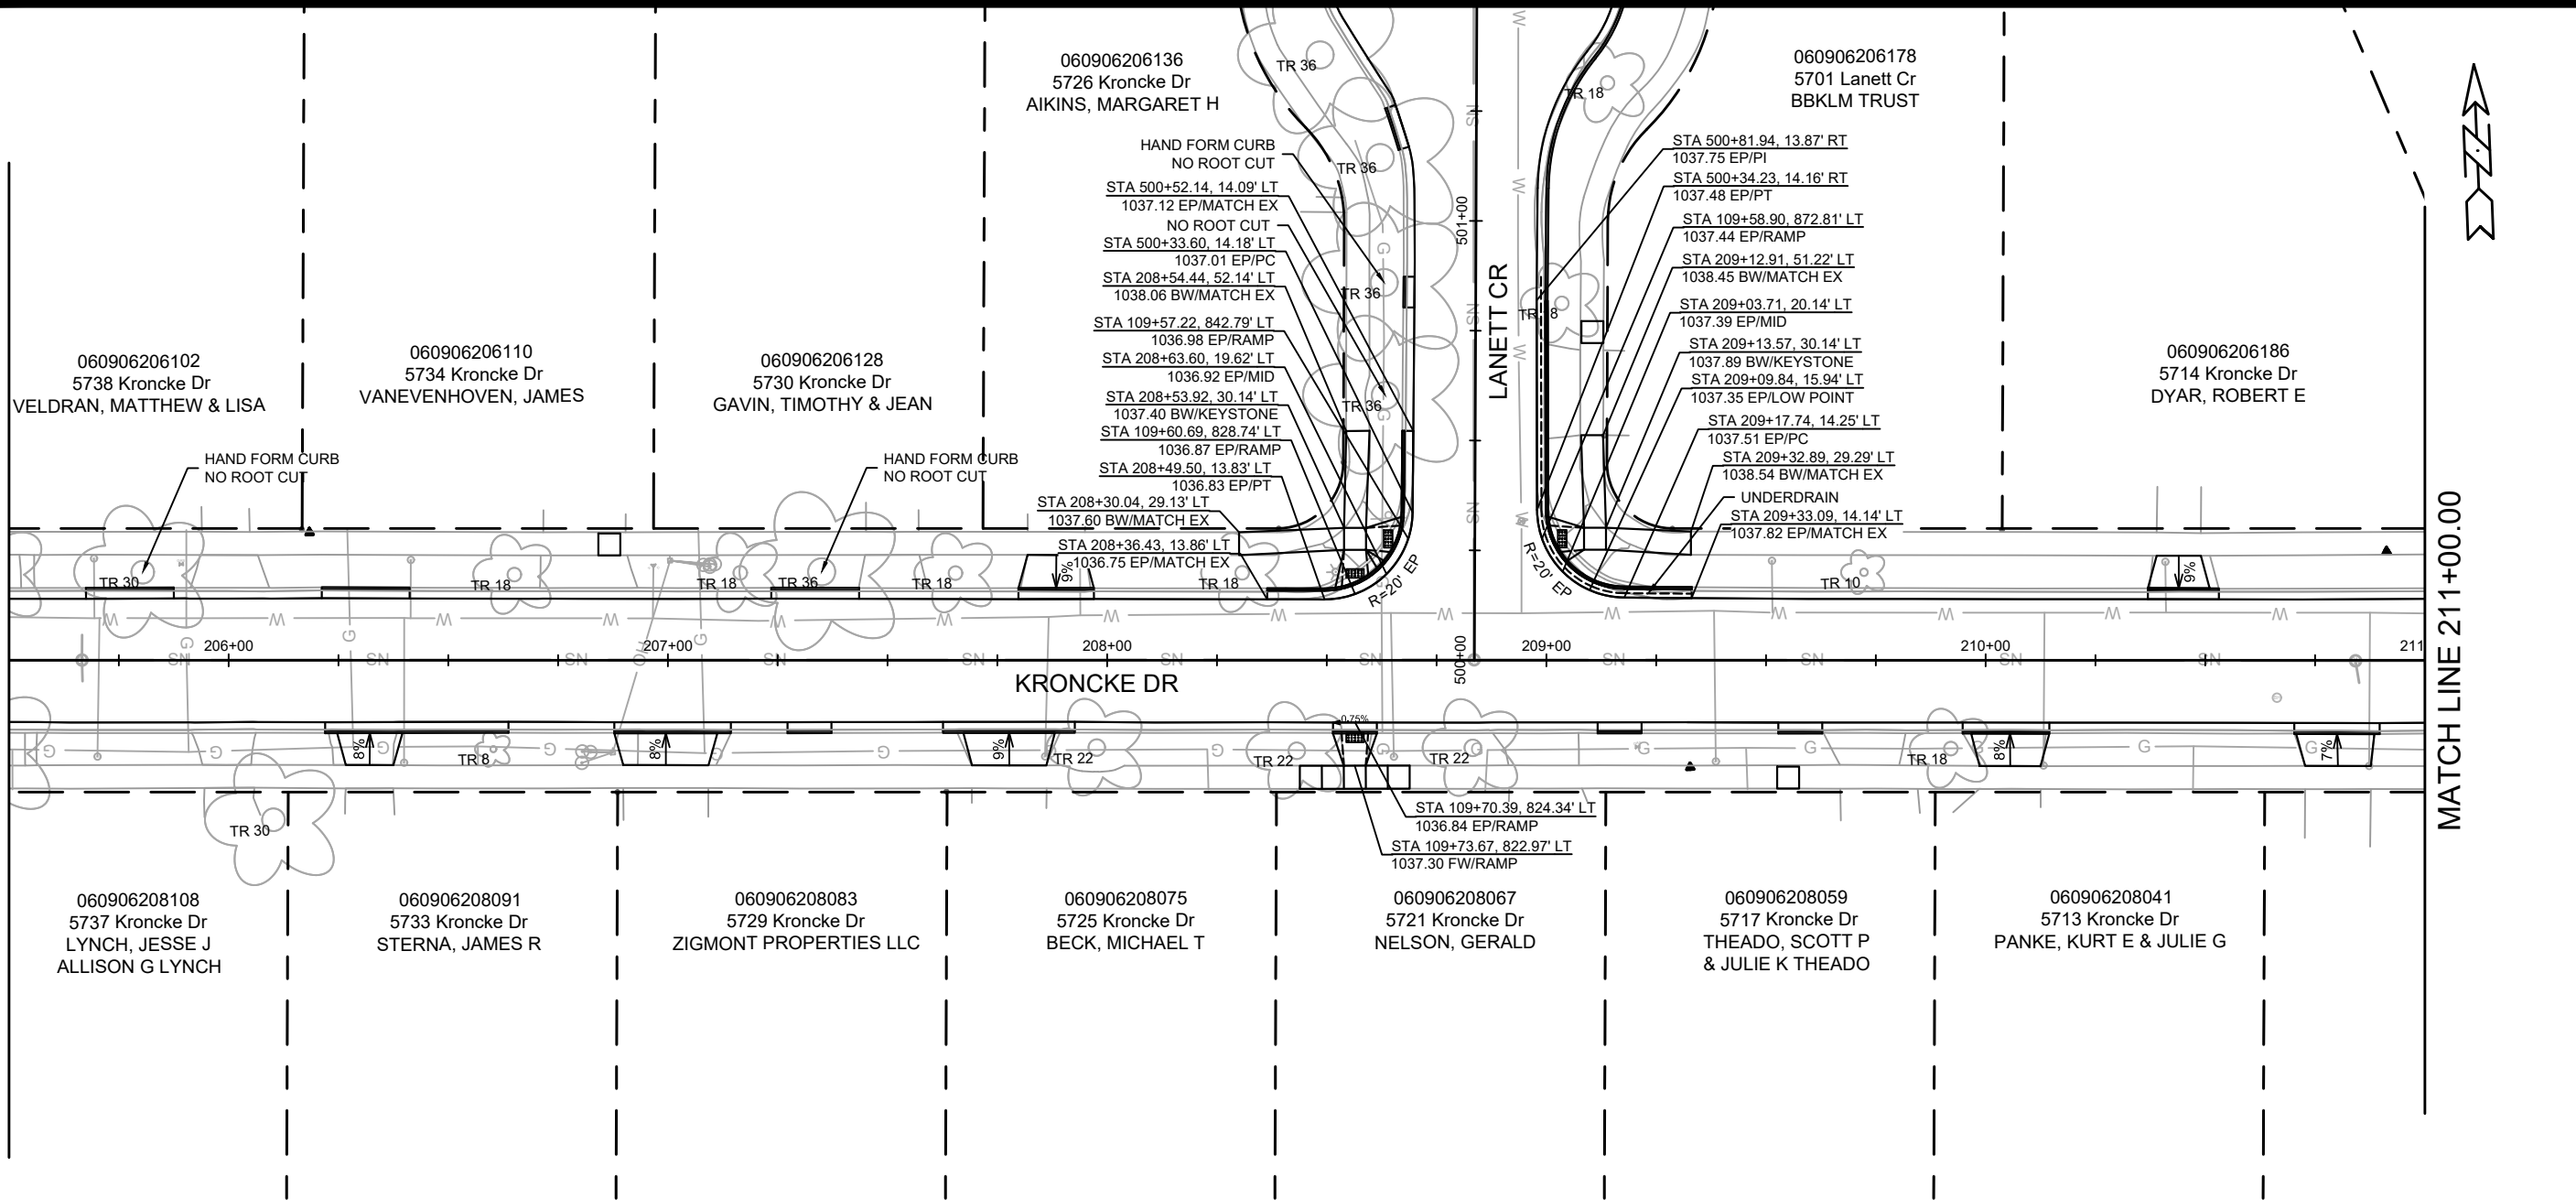 060906206136
5726 Kroncke Dr
AIKINS, MARGARET H
060906206178
5701 Lanett Cr
BBKLM TRUST
TR 36
TR 18
HAND FORM CURB
NO ROOT CUT
STA 500+52.14, 14.09' LT
1037.12 EP/MATCH EX
NO ROOT CUT
STA 500+33.60, 14.18' LT
1037.01 EP/PC
STA 208+54.44, 52.14' LT
1038.06 BW/MATCH EX
STA 109+57.22, 842.79' LT
1036.98 EP/RAMP
STA 208+63.60, 19.62' LT
1036.92 EP/MID
STA 208+53.92, 30.14' LT
1037.40 BW/KEYSTONE
STA 109+60.69, 828.74' LT
1036.87 EP/RAMP
STA 208+49.50, 13.83' LT
1036.83 EP/PT
STA 208+30.04, 29.13' LT
1037.60 BW/MATCH EX
STA 208+36.43, 13.86' LT
1036.75 EP/MATCH EX
TR 36
TR 36
TR 36
501+00
LANETT CR
500+00
STA 500+81.94, 13.87' RT
1037.75 EP/PI
STA 500+34.23, 14.16' RT
1037.48 EP/PT
STA 109+58.90, 872.81' LT
1037.44 EP/RAMP
STA 209+12.91, 51.22' LT
1038.45 BW/MATCH EX
STA 209+03.71, 20.14' LT
1037.39 EP/MID
STA 209+13.57, 30.14' LT
1037.89 BW/KEYSTONE
STA 209+09.84, 15.94' LT
1037.35 EP/LOW POINT
STA 209+17.74, 14.25' LT
1037.51 EP/PC
STA 209+32.89, 29.29' LT
1038.54 BW/MATCH EX
UNDERDRAIN
STA 209+33.09, 14.14' LT
1037.82 EP/MATCH EX
R=20' EP
R=20' EP
060906206102
5738 Kroncke Dr
VELDRAN, MATTHEW & LISA
060906206110
5734 Kroncke Dr
VANEVENHOVEN, JAMES
060906206128
5730 Kroncke Dr
GAVIN, TIMOTHY & JEAN
060906206186
5714 Kroncke Dr
DYAR, ROBERT E
HAND FORM CURB
NO ROOT CUT
HAND FORM CURB
NO ROOT CUT
TR 30
TR 18
TR 18
TR 36
TR 18
9%
TR 18
TR 10
9%
206+00
207+00
208+00
209+00
210+00
211
KRONCKE DR
MATCH LINE 211+00.00
8%
TR 8
8%
9%
TR 22
TR 22
0.75%
TR 22
TR 18
8%
7%
TR 30
STA 109+70.39, 824.34' LT
1036.84 EP/RAMP
STA 109+73.67, 822.97' LT
1037.30 FW/RAMP
060906208108
5737 Kroncke Dr
LYNCH, JESSE J
ALLISON G LYNCH
060906208091
5733 Kroncke Dr
STERNA, JAMES R
060906208083
5729 Kroncke Dr
ZIGMONT PROPERTIES LLC
060906208075
5725 Kroncke Dr
BECK, MICHAEL T
060906208067
5721 Kroncke Dr
NELSON, GERALD
060906208059
5717 Kroncke Dr
THEADO, SCOTT P
& JULIE K THEADO
060906208041
5713 Kroncke Dr
PANKE, KURT E & JULIE G